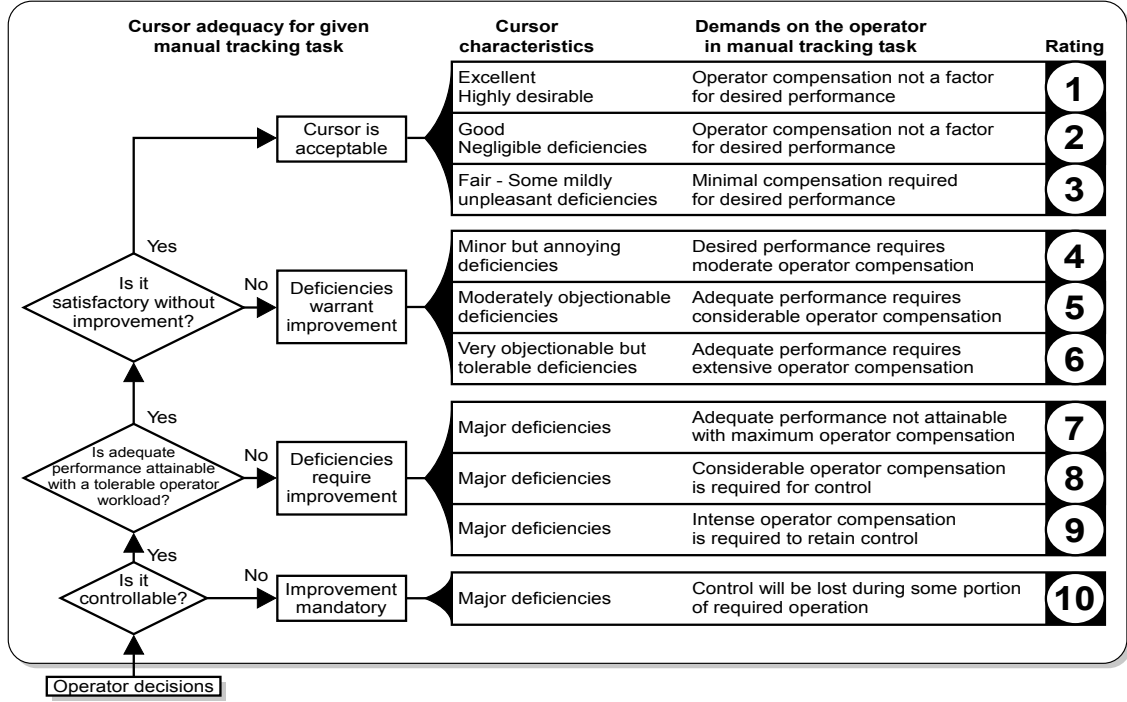 Cursor adequacy for given
manual tracking task
Cursor
characteristics
Demands on the operator
in manual tracking task
Rating
Cursor is
acceptable
Excellent
Highly desirable
Operator compensation not a factor
for desired performance
1
Good
Negligible deficiencies
Operator compensation not a factor
for desired performance
2
Fair - Some mildly
unpleasant deficiencies
Minimal compensation required
for desired performance
3
Yes
Is it
satisfactory without
improvement?
No
Deficiencies
warrant
improvement
Minor but annoying
deficiencies
Desired performance requires
moderate operator compensation
4
Moderately objectionable
deficiencies
Adequate performance requires
considerable operator compensation
5
Very objectionable but
tolerable deficiencies
Adequate performance requires
extensive operator compensation
6
Yes
Is adequate
performance attainable
with a tolerable operator
workload?
No
Deficiencies
require
improvement
Major deficiencies
Adequate performance not attainable
with maximum operator compensation
7
Major deficiencies
Considerable operator compensation
is required for control
8
Major deficiencies
Intense operator compensation
is required to retain control
9
Yes
Is it
controllable?
No
Improvement
mandatory
Major deficiencies
Control will be lost during some portion
of required operation
10
Operator decisions